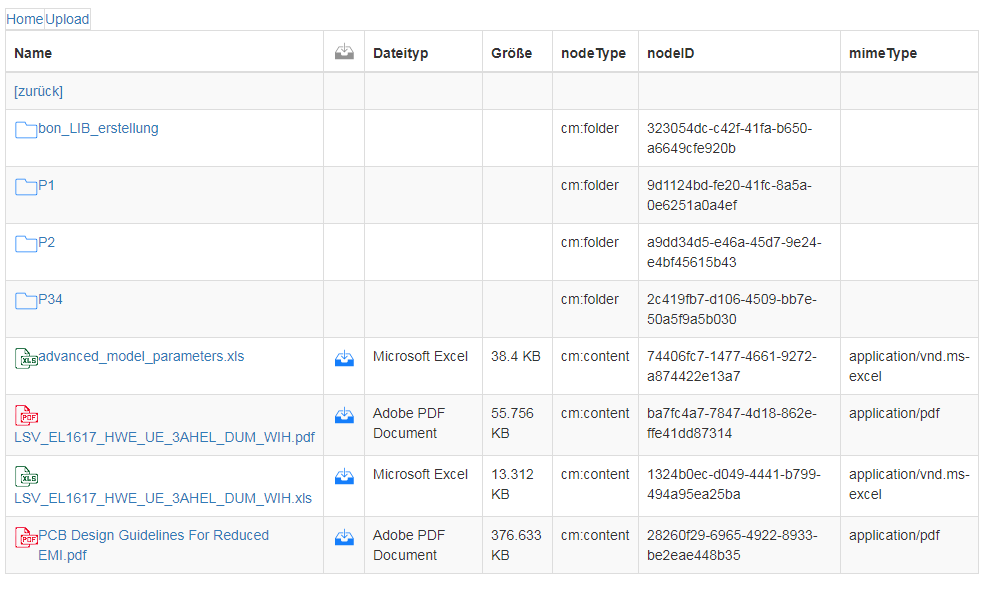 Home Upload
Name Dateityp Größe nodeType nodeID mimeType
[zurück]
bon_LIB_erstellung cm:folder 323054dc-c42f-41fa-b650-
a6649cfe920b
P1 cm:folder 9d1124bd-fe20-41fc-8a5a-
0e6251a0a4ef
P2 cm:folder a9dd34d5-e46a-45d7-9e24-
e4bf45615b43
P34 cm:folder 2c419fb7-d106-4509-bb7e-
50a5f9a5b030
XLS advanced_model_parameters.xls Microsoft Excel 38.4 KB cm:content 74406fc7-1477-4661-9272- application/vnd.ms-
a874422e13a7 excel
PDF Adobe PDF 55.756 cm:content ba7fc4a7-7847-4d18-862e- application/pdf
LSV_EL1617_HWE_UE_3AHEL_DUM_WIH.pdf Document KB ffe41dd87314
XLS Microsoft Excel 13.312 cm:content 1324b0ec-d049-4441-b799- application/vnd.ms-
LSV_EL1617_HWE_UE_3AHEL_DUM_WIH.xls KB 494a95ea25ba excel
PDF PCB Design Guidelines For Reduced Adobe PDF 376.633 cm:content 28260f29-6965-4922-8933- application/pdf
EMI.pdf Document KB be2eae448b35